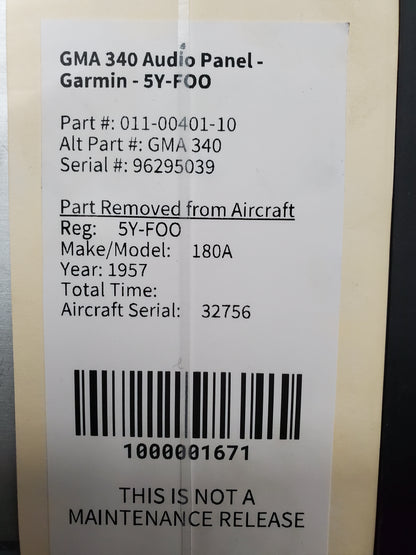 GMA 340 Audio Panel -
Garmin - 5Y-FOO
Part #: 011-00401-10
Alt Part #: GMA 340
Serial #: 96295039
Part Removed from Aircraft
Reg: 5Y-FOO
Make/Model: 180A
Year: 1957
Total Time:
Aircraft Serial: 32756
1000001671
THIS IS NOT A
MAINTENANCE RELEASE